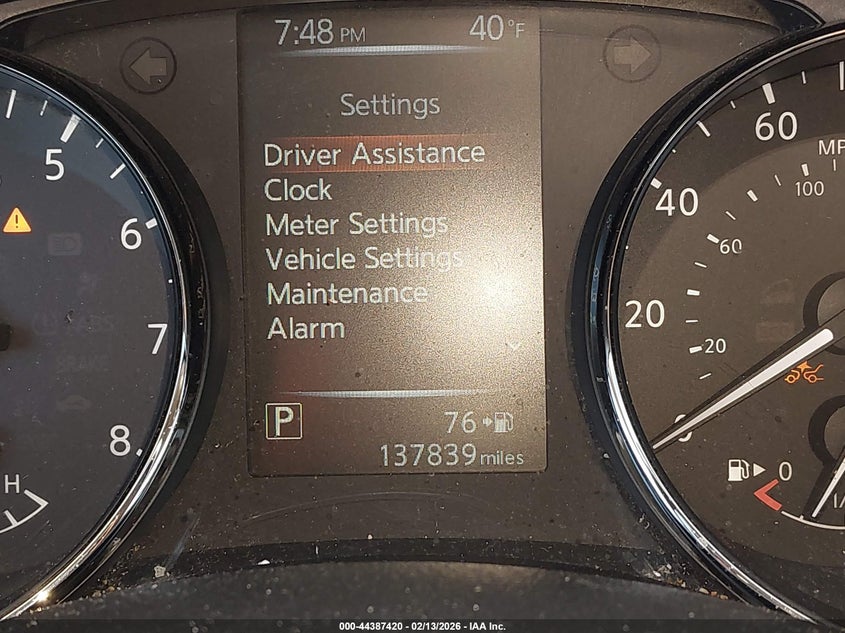 7:48 PM 40°F
Settings
Driver Assistance
Clock
Meter Settings
Vehicle Settings
Maintenance
Alarm
P
76
137839 miles
5
6
7
8
H
60
40
20
0
100
60
20
0
000-44387420 - 02/13/2026 - IAA Inc.